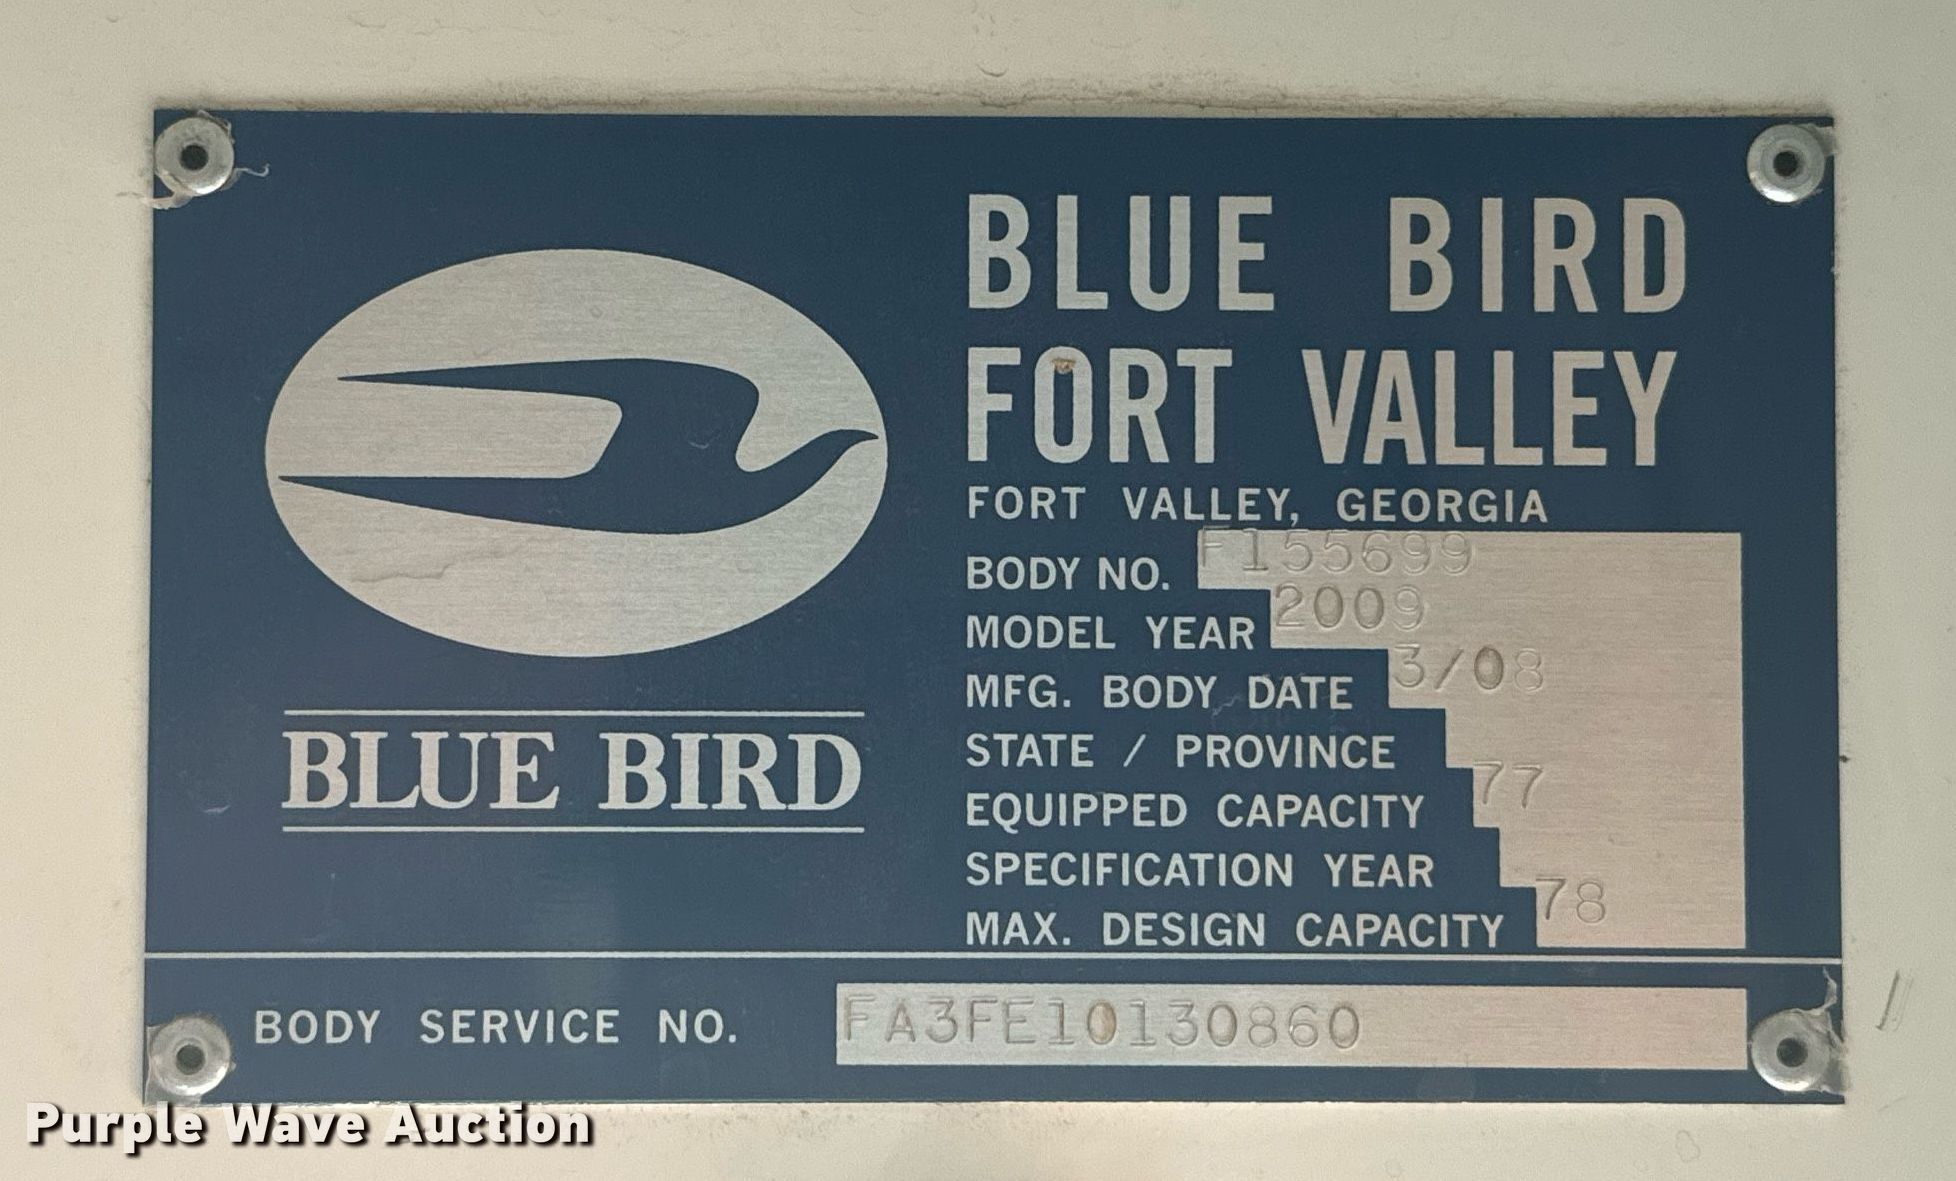 BLUE BIRD
FORT VALLEY
FORT VALLEY, GEORGIA
BODY NO. F155699
MODEL YEAR 2009
MFG. BODY DATE 3/08
STATE / PROVINCE
EQUIPPED CAPACITY 77
SPECIFICATION YEAR
MAX. DESIGN CAPACITY 78
BLUE BIRD
BODY SERVICE NO. FA3FE10130860
Purple Wave Auction